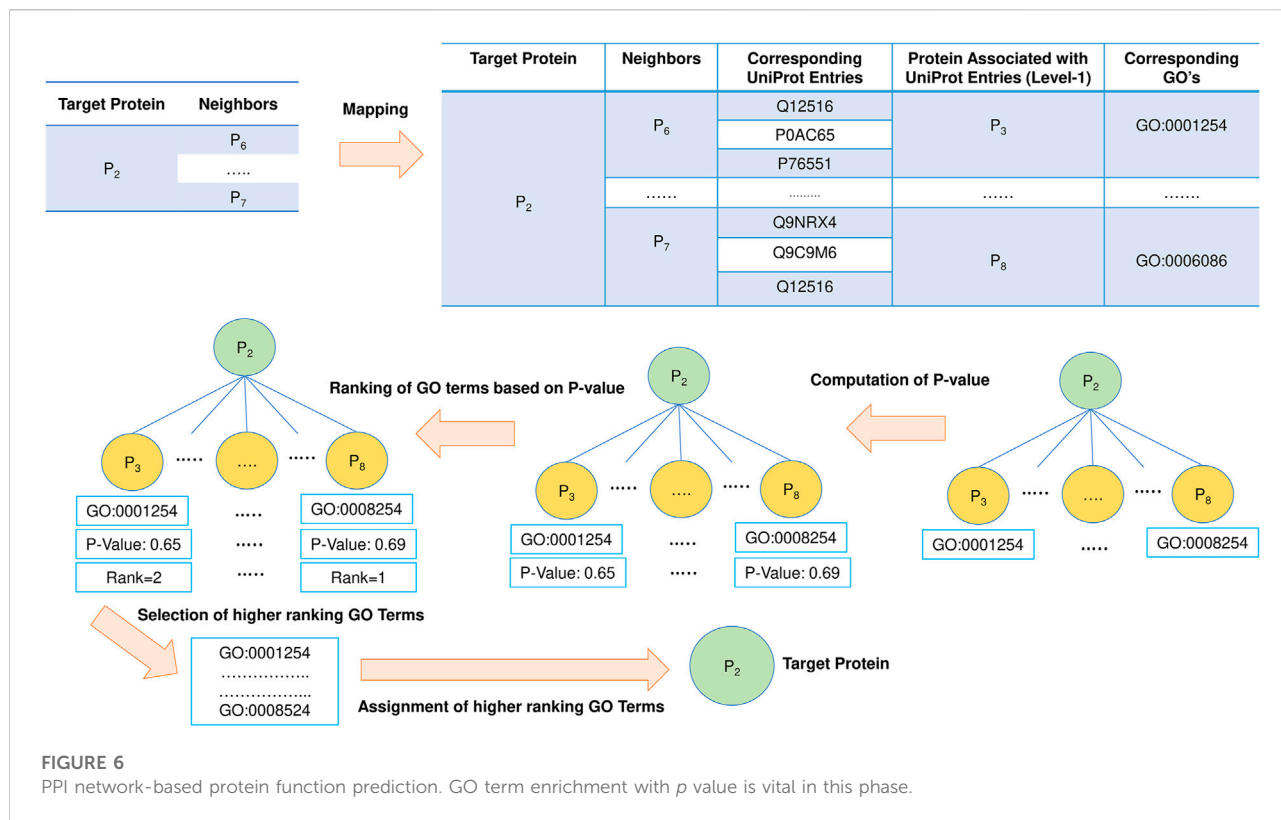 Target Protein Neighbors
P6
P2 …..
P7
Mapping
Target Protein Neighbors Corresponding UniProt Entries Protein Associated with UniProt Entries (Level-1) Corresponding GO's
P2
P6
Q12516
P0AC65
P76551
P3
GO:0001254
…… ......... …… …….
P7
Q9NRX4
Q9C9M6
Q12516
P8
GO:0006086
P2
P3 ..... .... ..... P8
GO:0001254 ..... GO:0008254
P-Value: 0.65 ..... P-Value: 0.69
Rank=2 ..... Rank=1
Ranking of GO terms based on P-value
P2
P3 ..... .... ..... P8
GO:0001254 ..... GO:0008254
P-Value: 0.65 ..... P-Value: 0.69
Computation of P-value
P2
P3 ..... .... ..... P8
GO:0001254 ..... GO:0008254
Selection of higher ranking GO Terms
GO:0001254
……………..
……………...
GO:0008524
Assignment of higher ranking GO Terms
P2
Target Protein
FIGURE 6
PPI network-based protein function prediction. GO term enrichment with p value is vital in this phase.